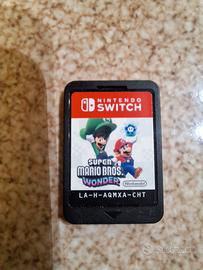 NINTENDO
SWITCH
SUPER
MARIO BROS.
WONDER
Nintendo
LA-H-AQMXA-CHT